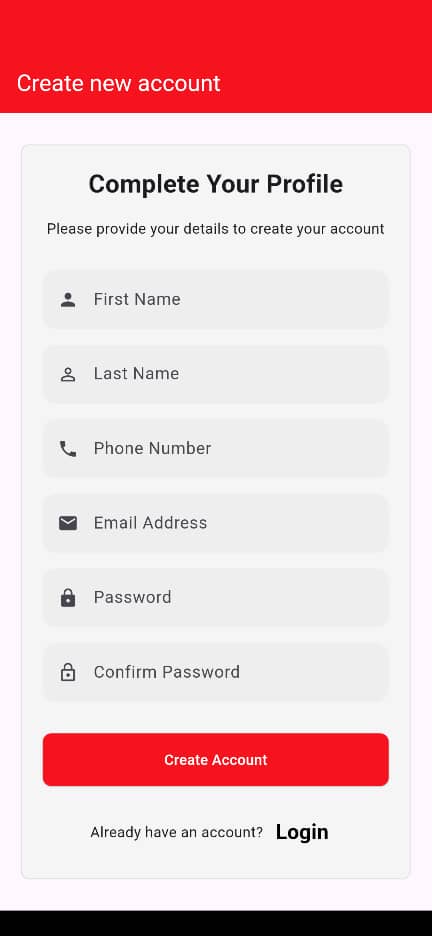 Create new account
Complete Your Profile
Please provide your details to create your account
First Name
Last Name
Phone Number
Email Address
Password
Confirm Password
Create Account
Already have an account? Login